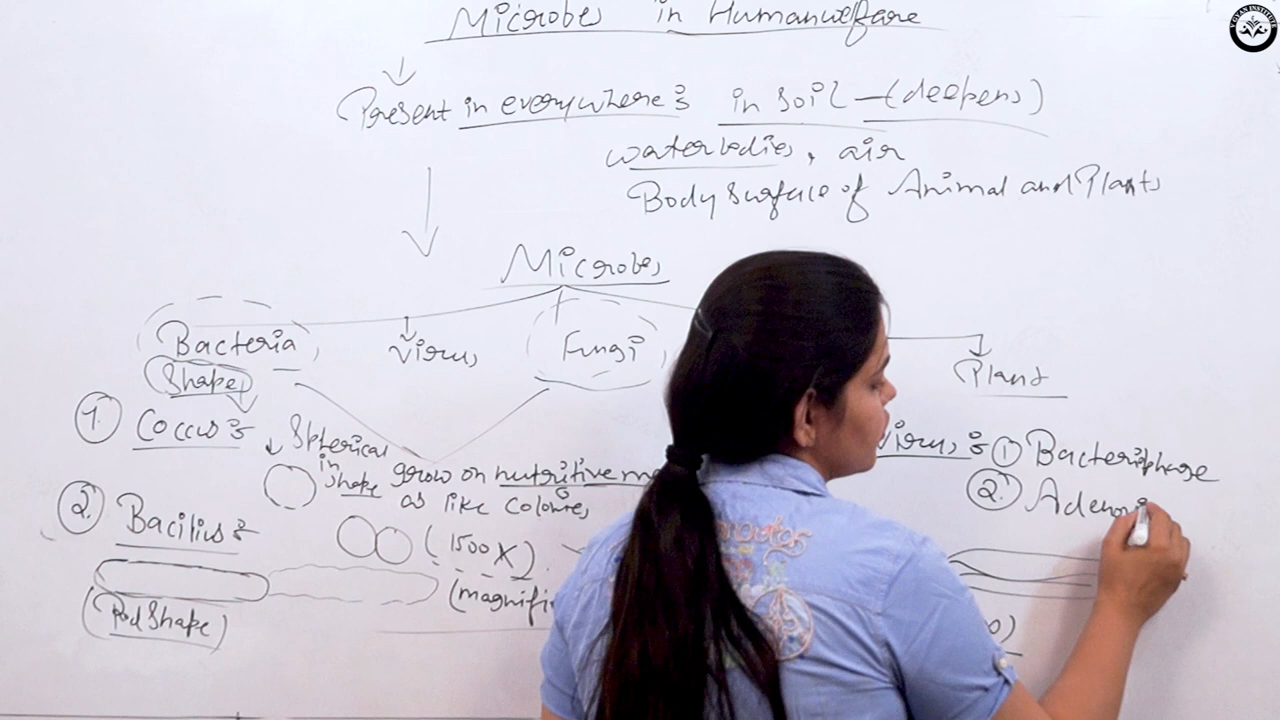 Microbes in Humanwelfare
Present in everywhere : in soil — (deepens)
waterbodies, air
Body surface of Animal and Plants
Microbes
Bacteria
Virus
Fungi
Plant
Shape
1. Coccus :
Spherical
in
shape
grow on nutritive
as like Colonies
2. Bacilius :
(1500X)
(Rod Shape)
Virus : 1 Bacteriphage
2. Adeno